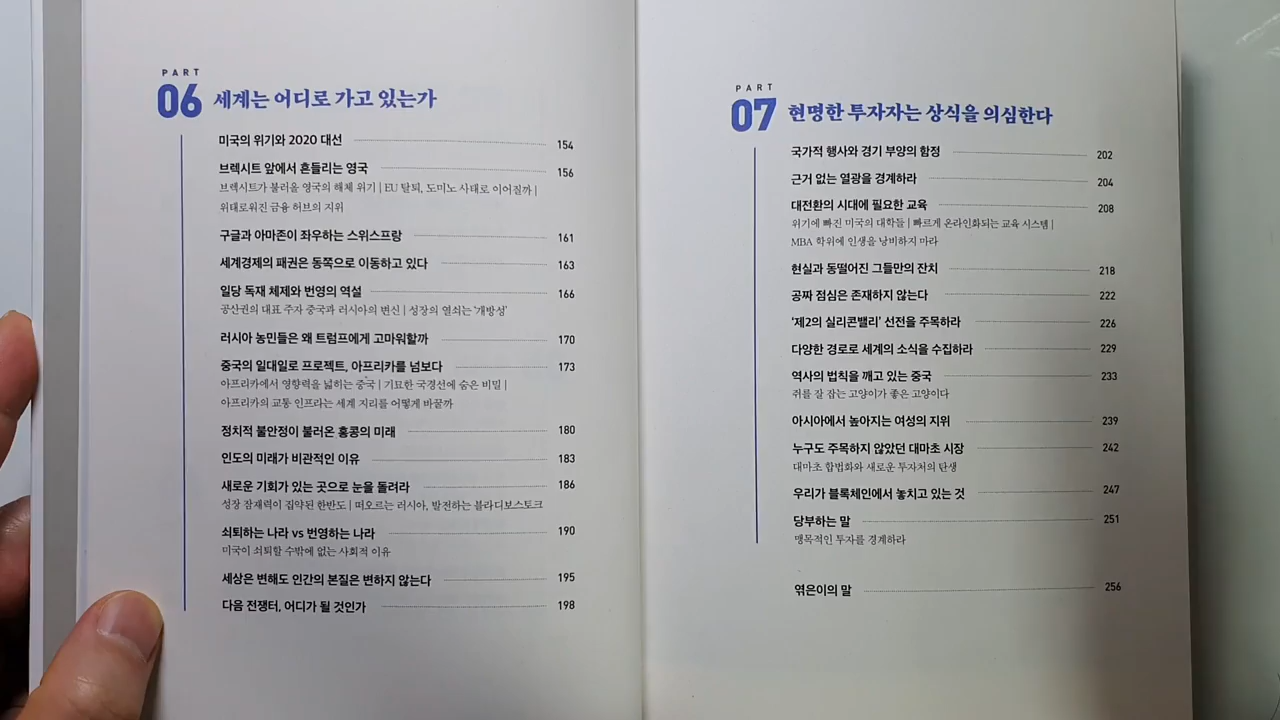 PART
06 세계는 어디로 가고 있는가
미국의 위기와 2020 대선 154
브렉시트 앞에서 흔들리는 영국 156
브렉시트가 불러올 영국의 해체 위기 | EU 탈퇴, 도미노 사태로 이어질까 |
위태로워진 금융 허브의 지위
구글과 아마존이 좌우하는 스위스프랑 161
세계경제의 패권은 동쪽으로 이동하고 있다 163
일당 독재 체제와 번영의 역설 166
공산권의 대표 주자 중국과 러시아의 변신 | 성장의 열쇠는 ‘개방성’
러시아 농민들은 왜 트럼프에게 고마워할까 170
중국의 일대일로 프로젝트, 아프리카를 넘보다 173
아프리카에서 영향력을 넓히는 중국 | 기묘한 국경선에 숨은 비밀 |
아프리카의 교통 인프라는 세계 지리를 어떻게 바꿀까
정치적 불안정이 불러온 홍콩의 미래 180
인도의 미래가 비관적인 이유 183
새로운 기회가 있는 곳으로 눈을 돌려라 186
성장 잠재력이 집약된 한반도 | 떠오르는 러시아, 발전하는 블라디보스토크
쇠퇴하는 나라 vs 번영하는 나라 190
미국이 쇠퇴할 수밖에 없는 사회적 이유
세상은 변해도 인간의 본질은 변하지 않는다 195
다음 전쟁터, 어디가 될 것인가 198
PART
07 현명한 투자자는 상식을 의심한다
국가적 행사와 경기 부양의 함정 202
근거 없는 열광을 경계하라 204
대전환의 시대에 필요한 교육 208
위기에 빠진 미국의 대학들 | 빠르게 온라인화되는 교육 시스템 |
MBA 학위에 인생을 낭비하지 마라
현실과 동떨어진 그들만의 잔치 218
공짜 점심은 존재하지 않는다 222
‘제2의 실리콘밸리’ 선전을 주목하라 226
다양한 경로로 세계의 소식을 수집하라 229
역사의 법칙을 깨고 있는 중국 233
쥐를 잘 잡는 고양이가 좋은 고양이다
아시아에서 높아지는 여성의 지위 239
누구도 주목하지 않았던 대마초 시장 242
대마초 합법화와 새로운 투자처의 탄생
우리가 블록체인에서 놓치고 있는 것 247
당부하는 말 251
맹목적인 투자를 경계하라
엮은이의 말 256